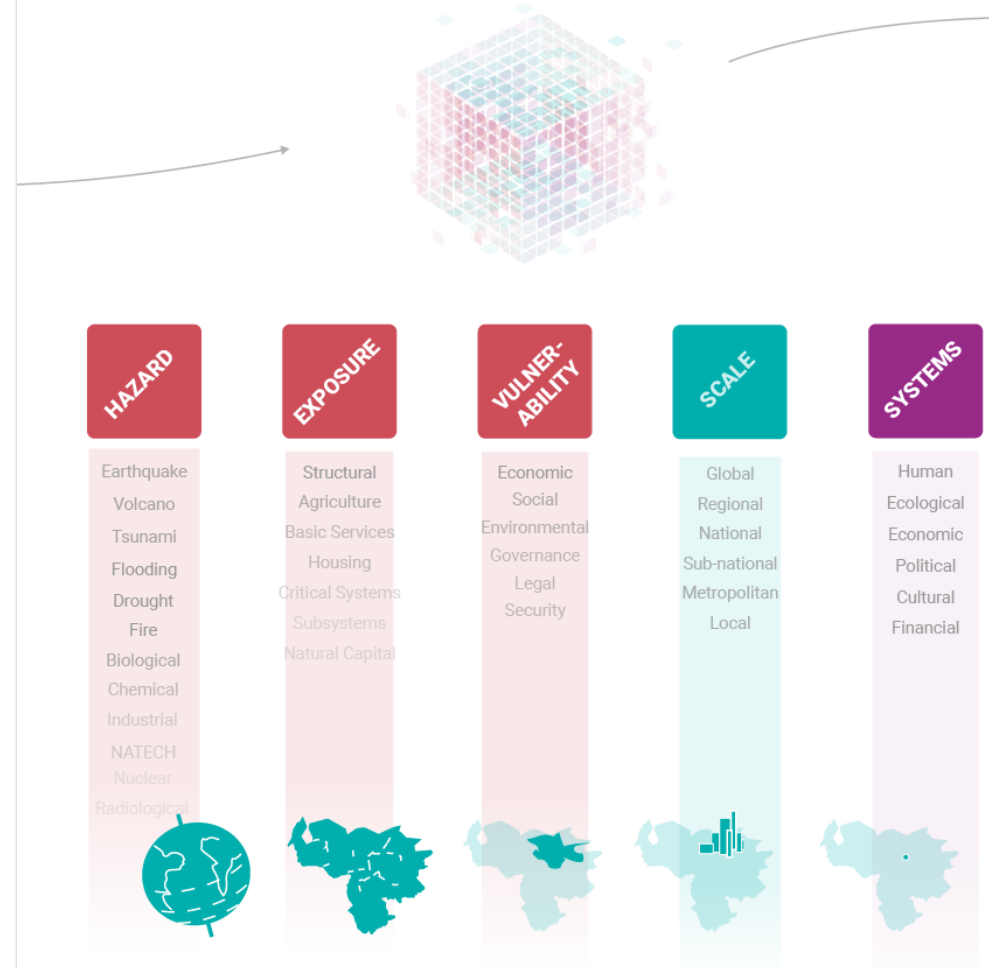 HAZARD
Earthquake
Volcano
Tsunami
Flooding
Drought
Fire
Biological
Chemical
Industrial
NATECH
Nuclear
Radiological
EXPOSURE
Structural
Agriculture
Basic Services
Housing
Critical Systems
Subsystems
Natural Capital
VULNER-
ABILITY
Economic
Social
Environmental
Governance
Legal
Security
SCALE
Global
Regional
National
Sub-national
Metropolitan
Local
SYSTEMS
Human
Ecological
Economic
Political
Cultural
Financial